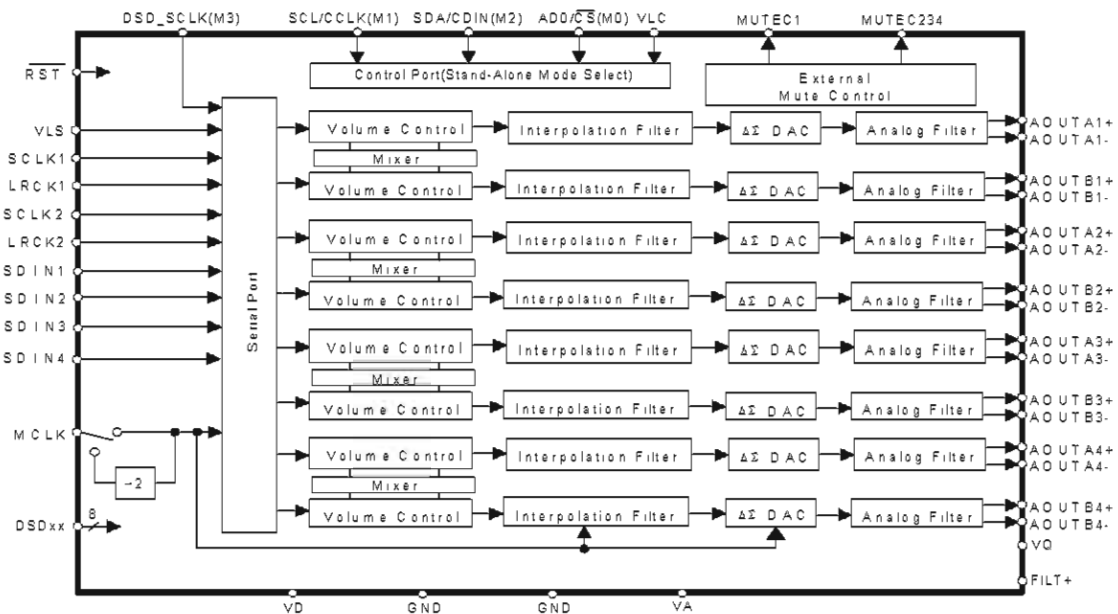 DSD_SCLK(M3) SCL/CCLK(M1) SDA/CDIN(M2) AD0/CS(M0) VLC MUTEC1 MUTEC234
RST
Control Port(Stand-Alone Mode Select)
External
Mute Control
VLS
SCLK1
LRCK1
SCLK2
LRCK2
SDIN1
SDIN2
SDIN3
SDIN4
MCLK
DSDxx
8
-2
Serial Port
Volume Control Interpolation Filter ΔΣ DAC Analog Filter AOUTA1+
AOUTA1-
Mixer
Volume Control Interpolation Filter ΔΣ DAC Analog Filter AOUTB1+
AOUTB1-
Volume Control Interpolation Filter ΔΣ DAC Analog Filter AOUTA2+
AOUTA2-
Mixer
Volume Control Interpolation Filter ΔΣ DAC Analog Filter AOUTB2+
AOUTB2-
Volume Control Interpolation Filter ΔΣ DAC Analog Filter AOUTA3+
AOUTA3-
Mixer
Volume Control Interpolation Filter ΔΣ DAC Analog Filter AOUTB3+
AOUTB3-
Volume Control Interpolation Filter ΔΣ DAC Analog Filter AOUTA4+
AOUTA4-
Mixer
Volume Control Interpolation Filter ΔΣ DAC Analog Filter AOUTB4+
AOUTB4-
VQ
FILT+
VD GND GND VA